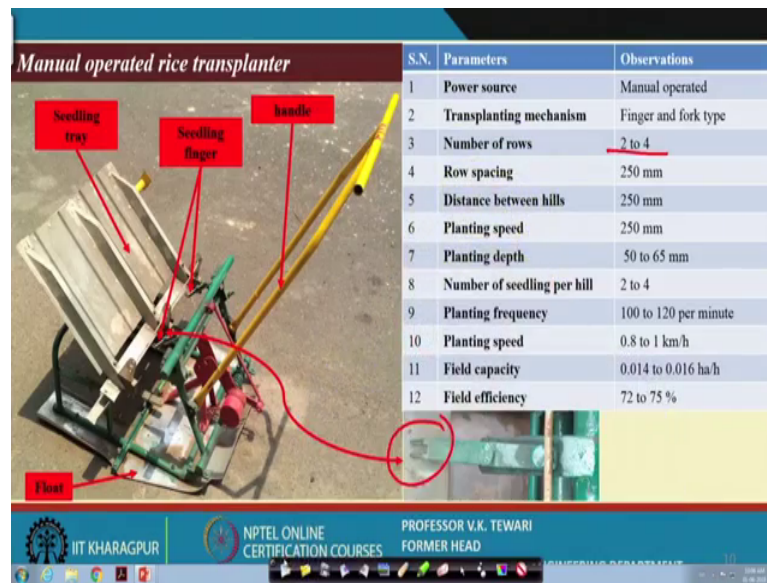 Manual operated rice transplanter
Seedling
tray
Seedling
finger
handle
Float
S.N. Parameters Observations
1 Power source Manual operated
2 Transplanting mechanism Finger and fork type
3 Number of rows 2 to 4
4 Row spacing 250 mm
5 Distance between hills 250 mm
6 Planting speed 250 mm
7 Planting depth 50 to 65 mm
8 Number of seedling per hill 2 to 4
9 Planting frequency 100 to 120 per minute
10 Planting speed 0.8 to 1 km/h
11 Field capacity 0.014 to 0.016 ha/h
12 Field efficiency 72 to 75 %
IIT KHARAGPUR
NPTEL ONLINE
CERTIFICATION COURSES
PROFESSOR V.K. TEWARI
FORMER HEAD
ENGINEERING DEPARTMENT
10